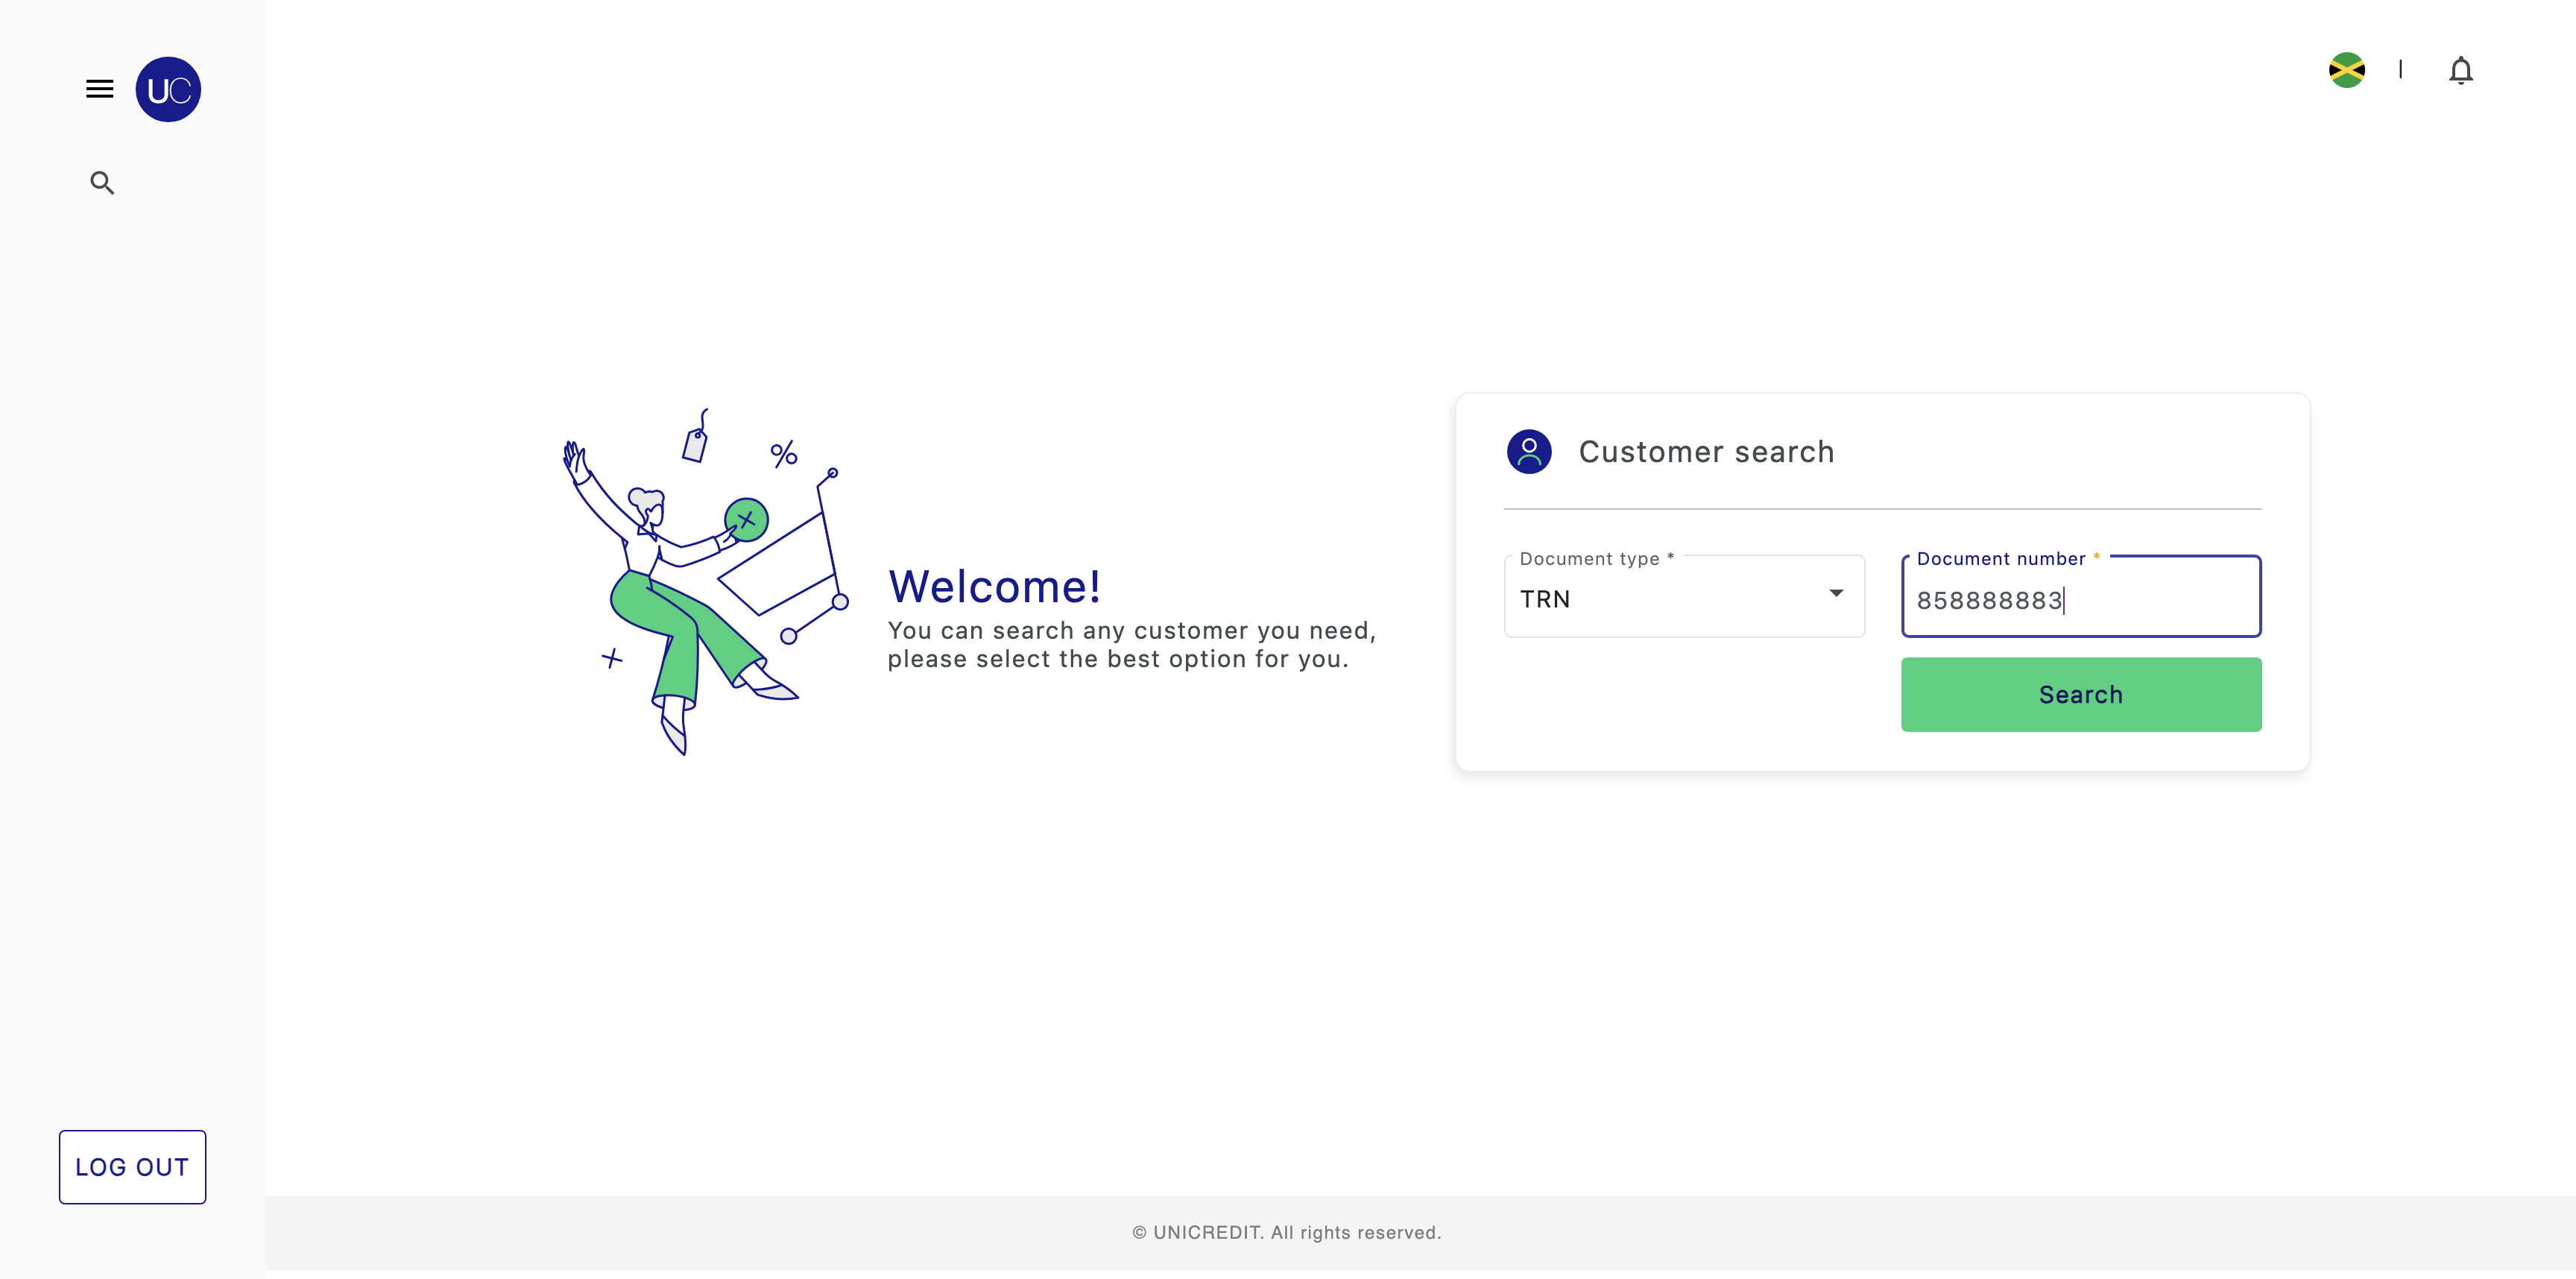 UC
Welcome!
You can search any customer you need,
please select the best option for you.
Customer search
Document type *
TRN
Document number *
858888883
Search
LOG OUT
© UNICREDIT. All rights reserved.